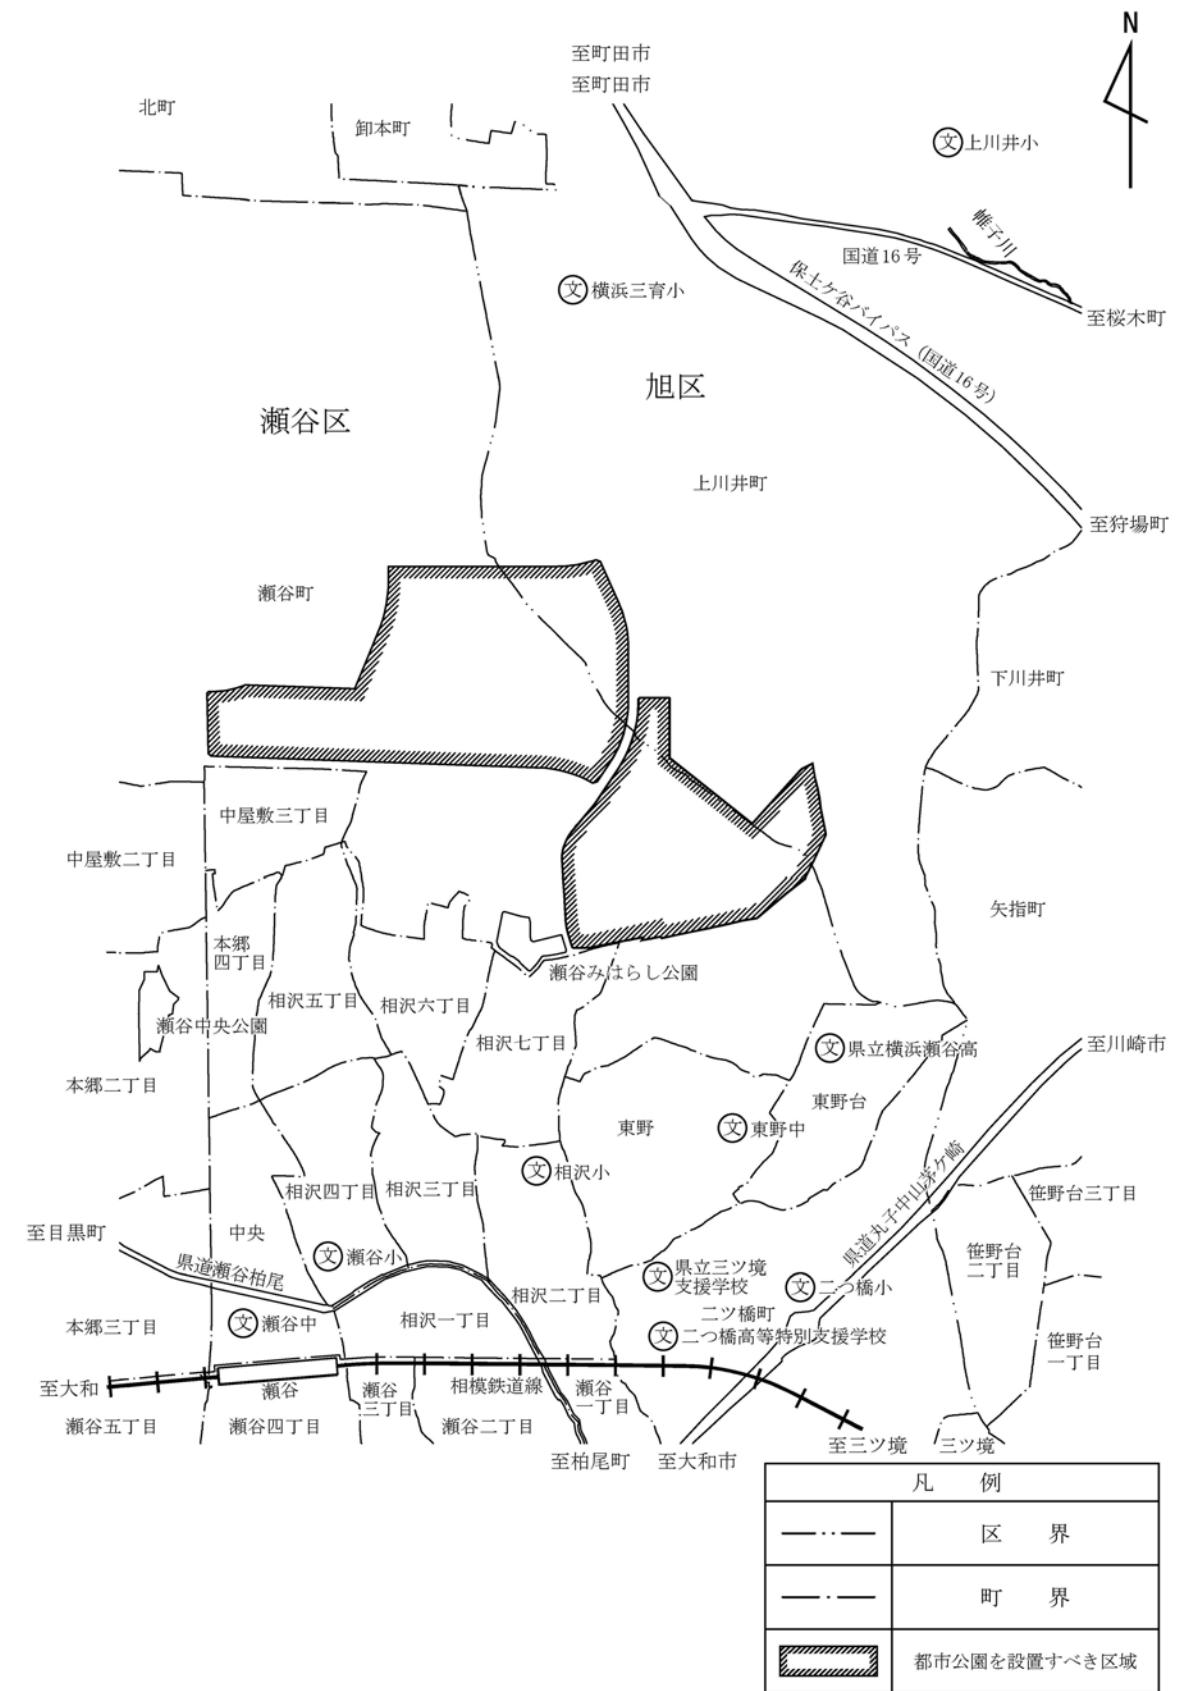 N
至町田市
至町田市
北町
卸本町
文 上川井小
帷子川
国道16号
保土ケ谷バイパス(国道16号)
文 横浜三育小
至桜木町
旭区
瀬谷区
上川井町
至狩場町
瀬谷町
下川井町
中屋敷三丁目
中屋敷二丁目
矢指町
本郷
四丁目
瀬谷みはらし公園
相沢五丁目
相沢六丁目
瀬谷中央公園
相沢七丁目
文 県立横浜瀬谷高
至川崎市
本郷二丁目
東野台
東野
文 東野中
文 相沢小
県道丸子中山茅ケ崎
相沢四丁目
相沢三丁目
笹野台三丁目
至目黒町
中央
文 瀬谷小
笹野台
二丁目
県道瀬谷柏尾
文 県立三ツ境
支援学校
文 二つ橋小
相沢二丁目
二ツ橋町
本郷三丁目
文 瀬谷中
相沢一丁目
文 二つ橋高等特別支援学校
笹野台
一丁目
至大和
瀬谷
瀬谷
三丁目
相模鉄道線
瀬谷
一丁目
瀬谷五丁目
瀬谷四丁目
瀬谷二丁目
至三ツ境
三ツ境
至柏尾町
至大和市
凡 例
区 界
町 界
都市公園を設置すべき区域